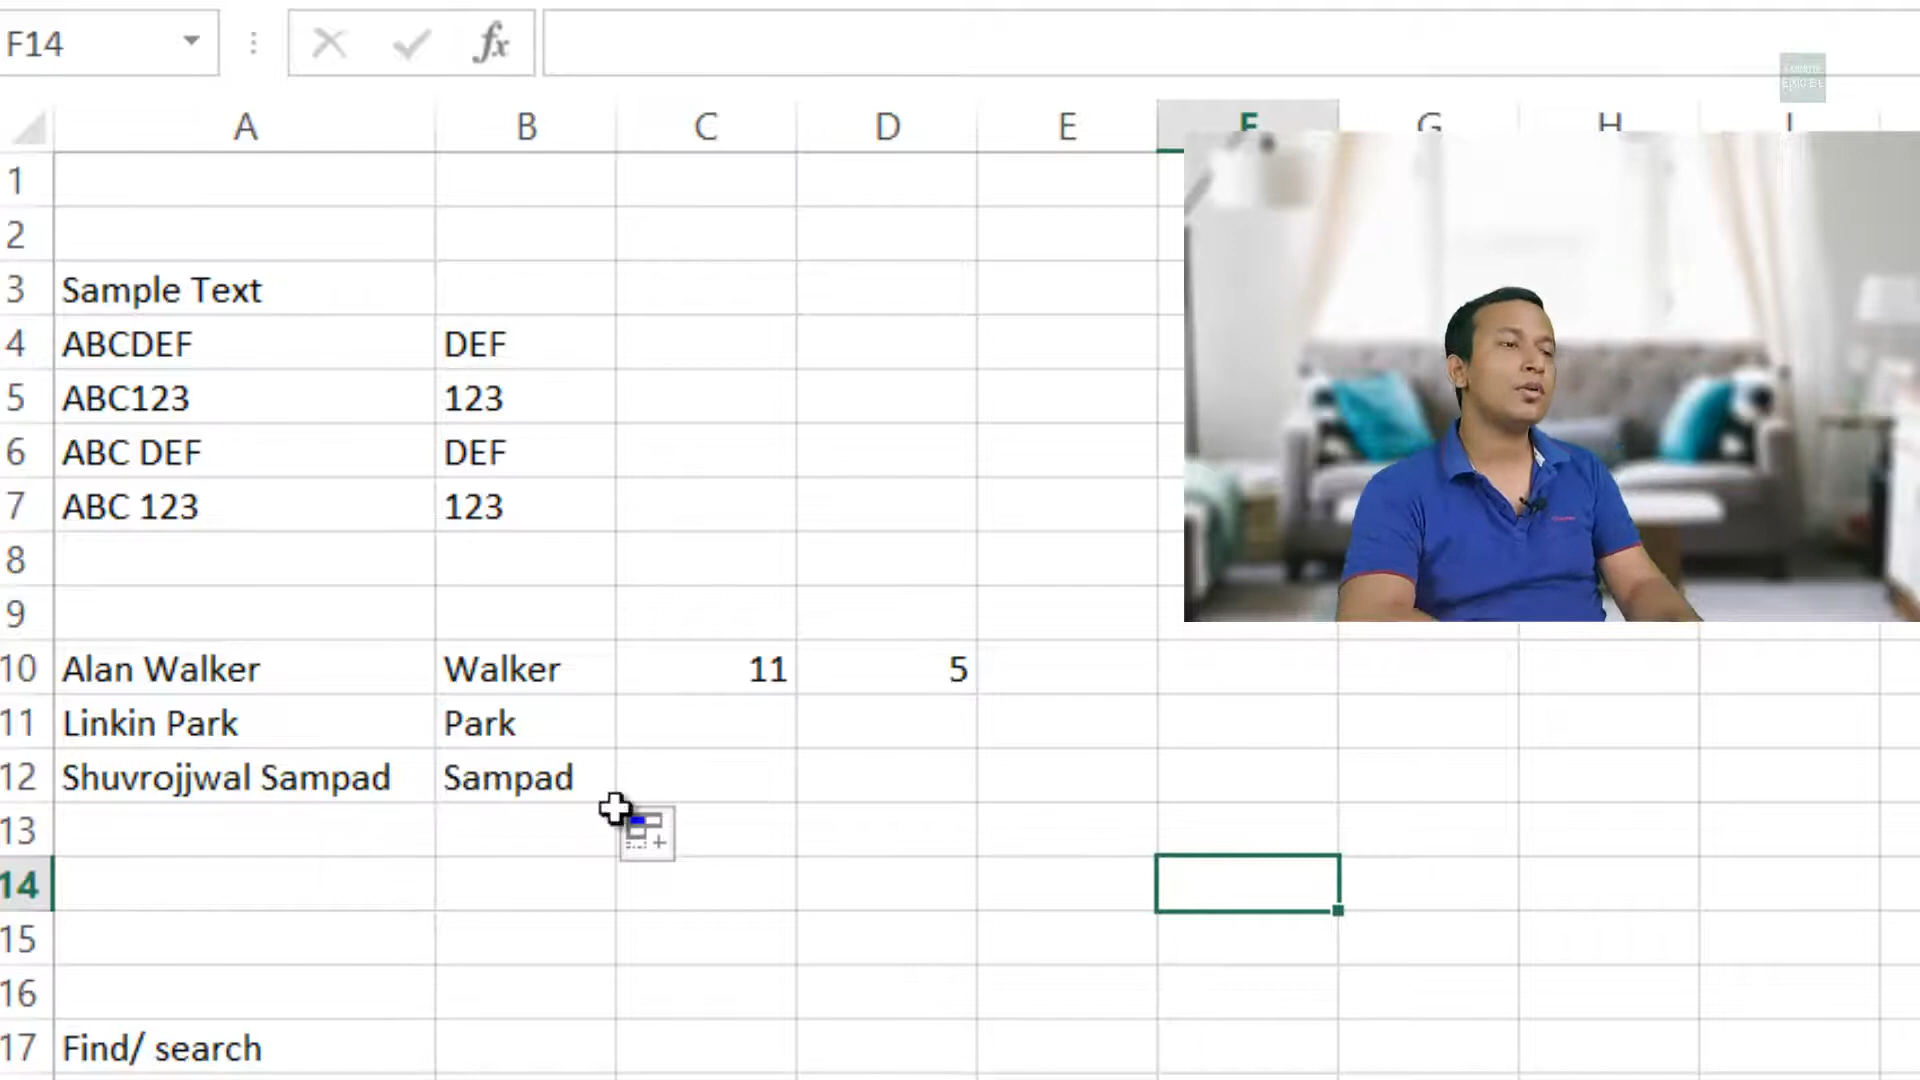 F14 fx
EXCEL
A B C D E F G H I
1
2
3 Sample Text
4 ABCDEF DEF
5 ABC123 123
6 ABC DEF DEF
7 ABC 123 123
8
9
10 Alan Walker Walker 11 5
11 Linkin Park Park
12 Shuvrojjwal Sampad Sampad
13
14
15
16
17 Find/ search